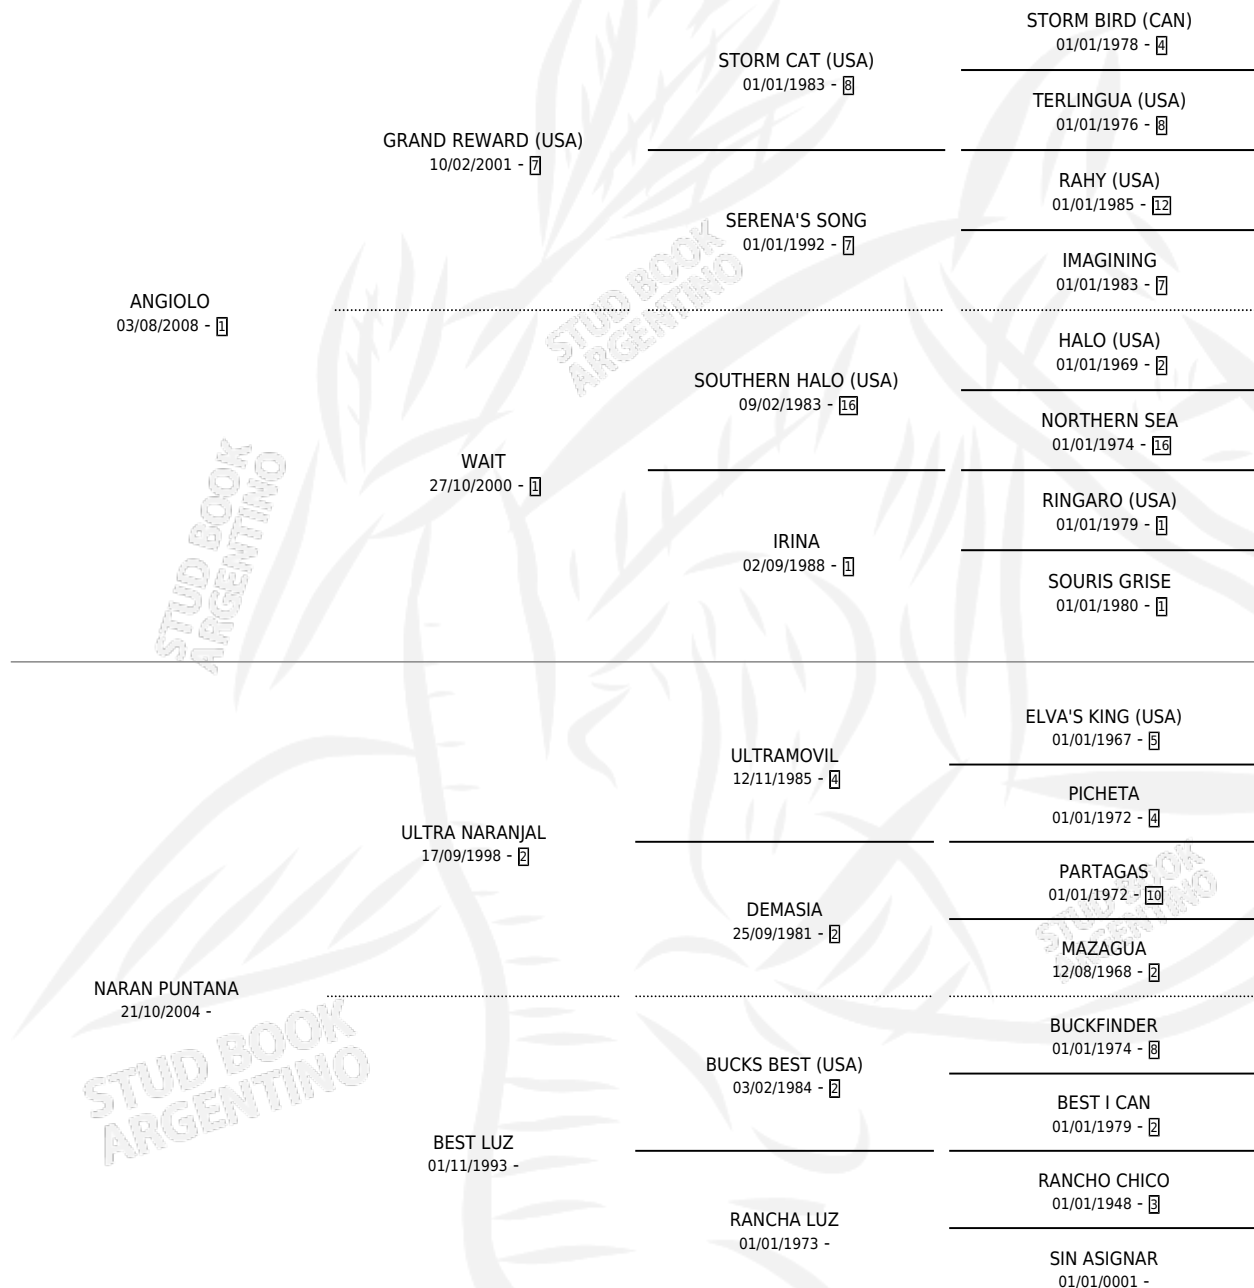 STORM BIRD (CAN)
01/01/1978 - 4
STORM CAT (USA)
01/01/1983 - 8
TERLINGUA (USA)
01/01/1976 - 8
GRAND REWARD (USA)
10/02/2001 - 7
RAHY (USA)
01/01/1985 - 12
SERENA'S SONG
01/01/1992 - 7
IMAGINING
01/01/1983 - 7
ANGIOLO
03/08/2008 - 1
HALO (USA)
01/01/1969 - 2
SOUTHERN HALO (USA)
09/02/1983 - 16
NORTHERN SEA
01/01/1974 - 16
WAIT
27/10/2000 - 1
RINGARO (USA)
01/01/1979 - 1
IRINA
02/09/1988 - 1
SOURIS GRISE
01/01/1980 - 1
ELVA'S KING (USA)
01/01/1967 - 5
ULTRAMOVIL
12/11/1985 - 4
PICHETA
01/01/1972 - 4
ULTRA NARANJAL
17/09/1998 - 2
PARTAGAS
01/01/1972 - 10
DEMASIA
25/09/1981 - 2
MAZAGUA
12/08/1968 - 2
NARAN PUNTANA
21/10/2004 -
BUCKFINDER
01/01/1974 - 8
BUCKS BEST (USA)
03/02/1984 - 2
BEST I CAN
01/01/1979 - 2
BEST LUZ
01/11/1993 -
RANCHO CHICO
01/01/1948 - 3
RANCHA LUZ
01/01/1973 -
SIN ASIGNAR
01/01/0001 -
STUD BOOK
ARGENTINO
STUD BOOK
ARGENTINO
STUD BOOK
ARGENTINO
STUD BOOK
ARGENTINO